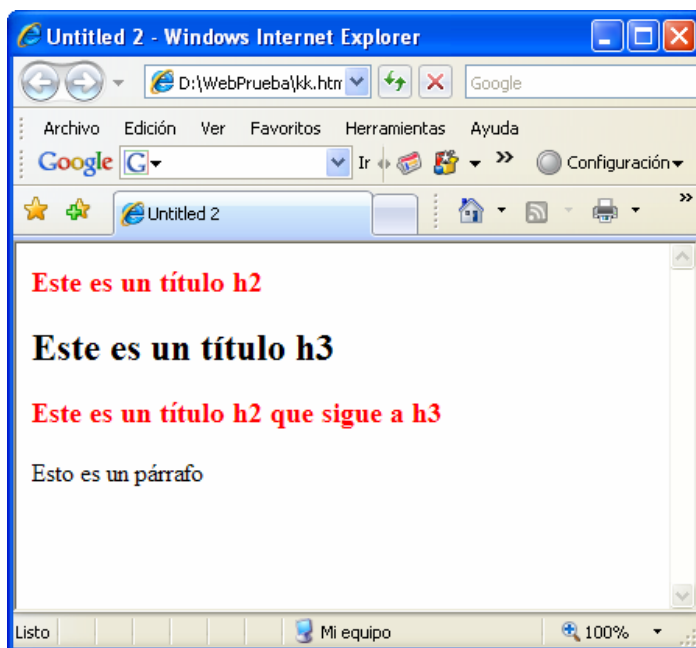 Untitled 2 - Windows Internet Explorer
D:\WebPrueba\kk.htm Google
Archivo Edición Ver Favoritos Herramientas Ayuda
Google G Ir » Configuración
Untitled 2 »
Este es un título h2
Este es un título h3
Este es un título h2 que sigue a h3
Esto es un párrafo
Listo Mi equipo 100%